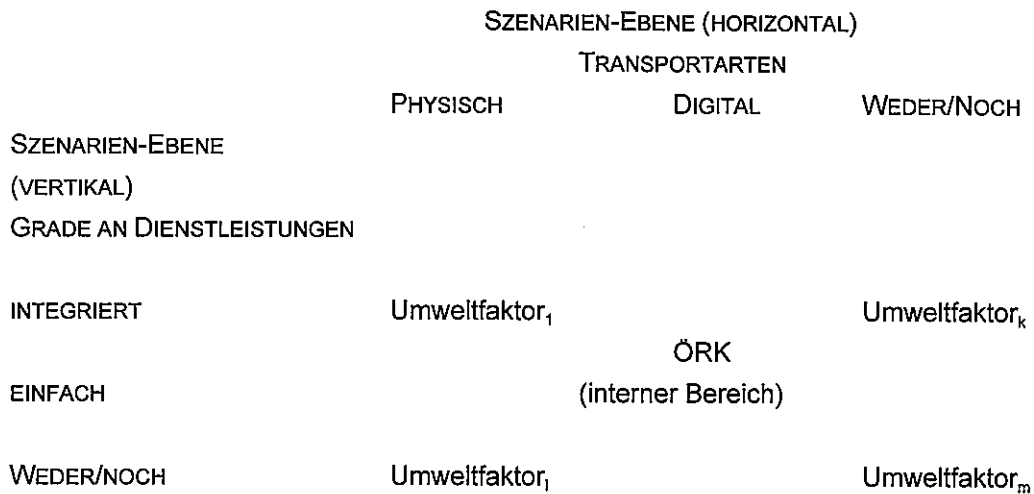 SZENARIEN-EBENE (HORIZONTAL)
TRANSPORTARTEN
PHYSISCH DIGITAL WEDER/NOCH
SZENARIEN-EBENE
(VERTIKAL)
GRADE AN DIENSTLEISTUNGEN
INTEGRIERT Umweltfaktor₁ Umweltfaktorₖ
ÖRK
EINFACH (interner Bereich)
WEDER/NOCH Umweltfaktorₗ Umweltfaktorₘ